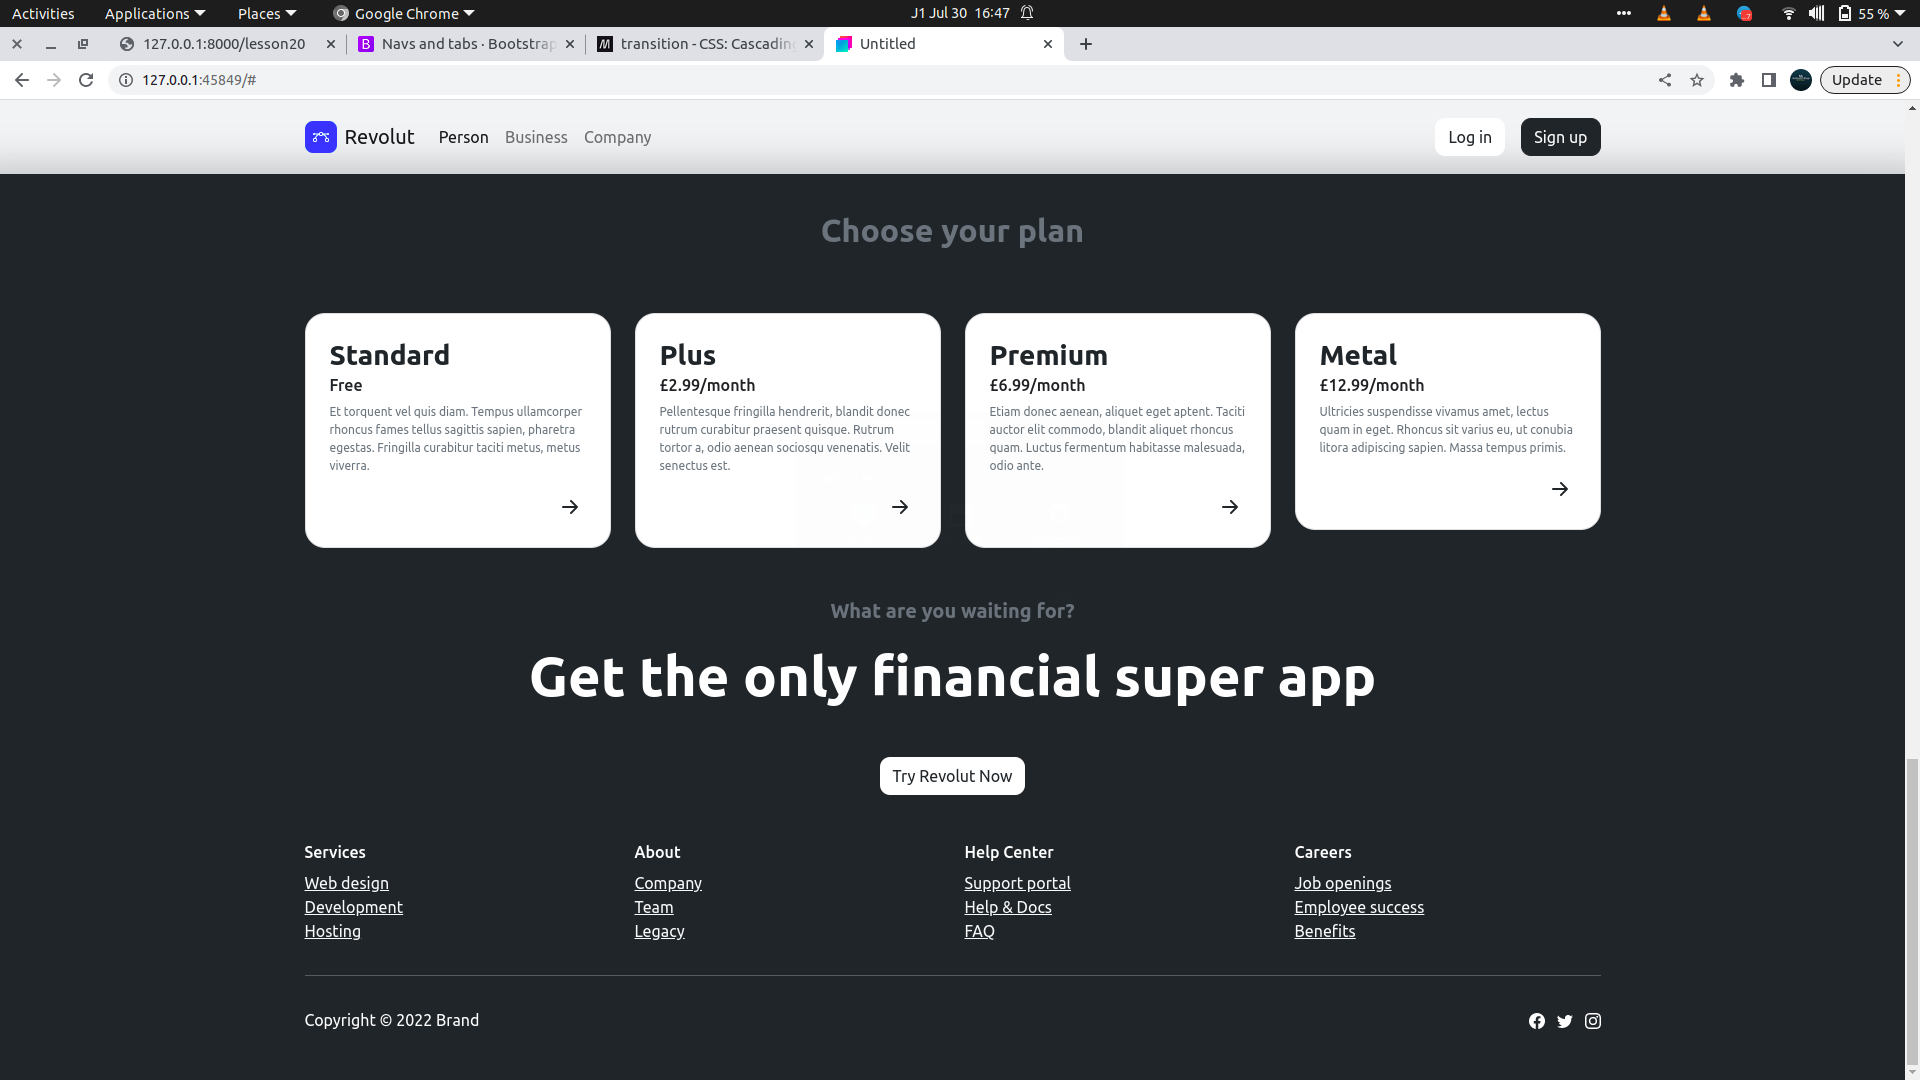 Activities Applications Places Google Chrome J1 Jul 30 16:47 55 %
127.0.0.1:8000/lesson20 Navs and tabs · Bootstrap transition - CSS: Cascading Untitled
127.0.0.1:45849/# Update
Revolut Person Business Company Log in Sign up
Choose your plan
Standard
Free
Et torquent vel quis diam. Tempus ullamcorper
rhoncus fames tellus sagittis sapien, pharetra
egestas. Fringilla curabitur taciti metus, metus
viverra.
Plus
£2.99/month
Pellentesque fringilla hendrerit, blandit donec
rutrum curabitur praesent quisque. Rutrum
tortor a, odio aenean sociosqu venenatis. Velit
senectus est.
Premium
£6.99/month
Etiam donec aenean, aliquet eget aptent. Taciti
auctor elit commodo, blandit aliquet rhoncus
quam. Luctus fermentum habitasse malesuada,
odio ante.
Metal
£12.99/month
Ultricies suspendisse vivamus amet, lectus
quam in eget. Rhoncus sit varius eu, ut conubia
litora adipiscing sapien. Massa tempus primis.
What are you waiting for?
Get the only financial super app
Try Revolut Now
Services
Web design
Development
Hosting
About
Company
Team
Legacy
Help Center
Support portal
Help & Docs
FAQ
Careers
Job openings
Employee success
Benefits
Copyright © 2022 Brand